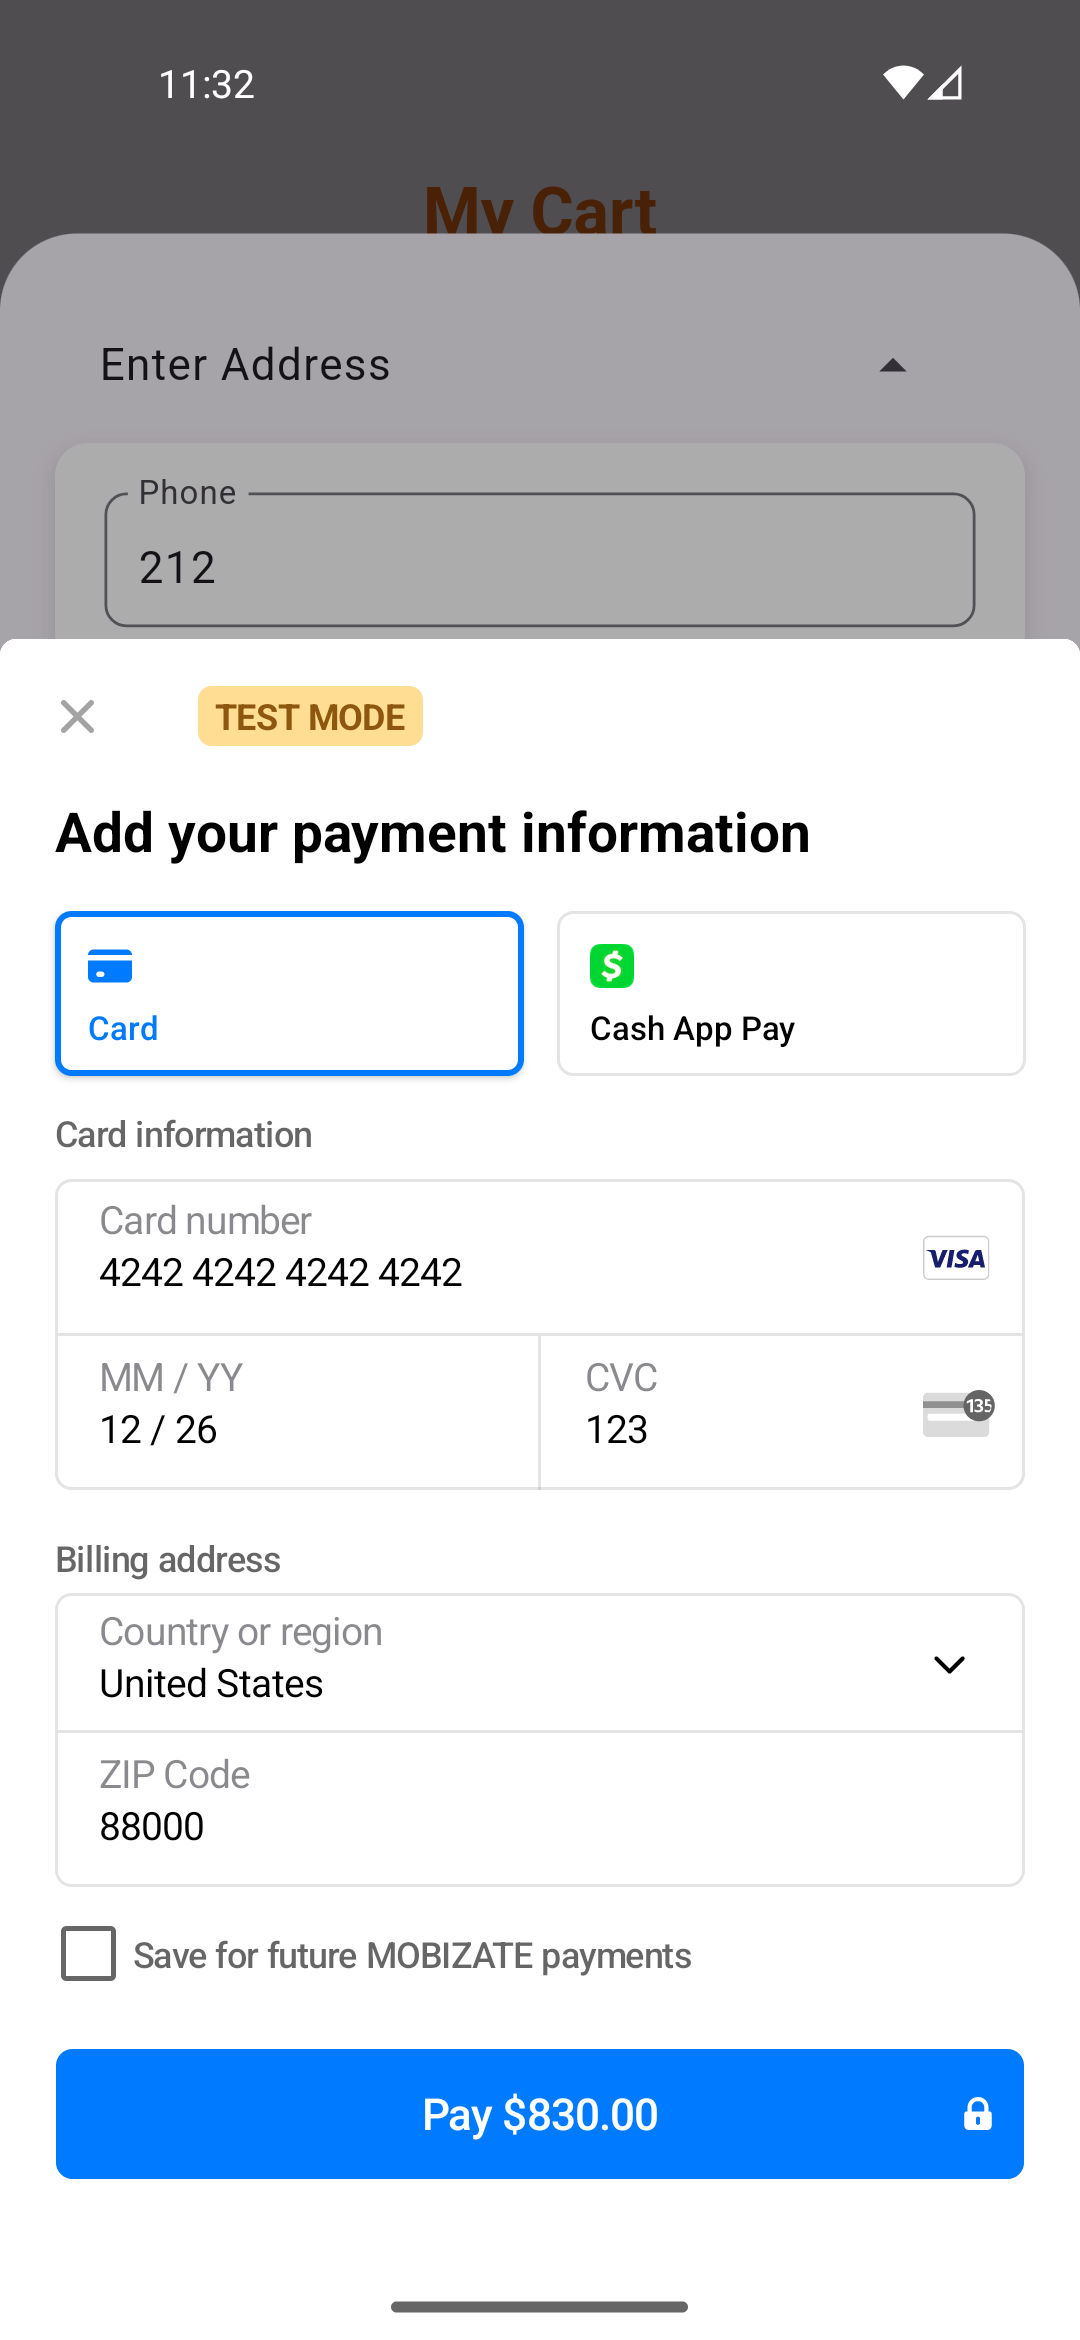 11:32
My Cart
Enter Address
Phone
212
TEST MODE
Add your payment information
Card
$
Cash App Pay
Card information
Card number
4242 4242 4242 4242
VISA
MM / YY
12 / 26
CVC
123
135
Billing address
Country or region
United States
ZIP Code
88000
Save for future MOBIZATE payments
Pay $830.00